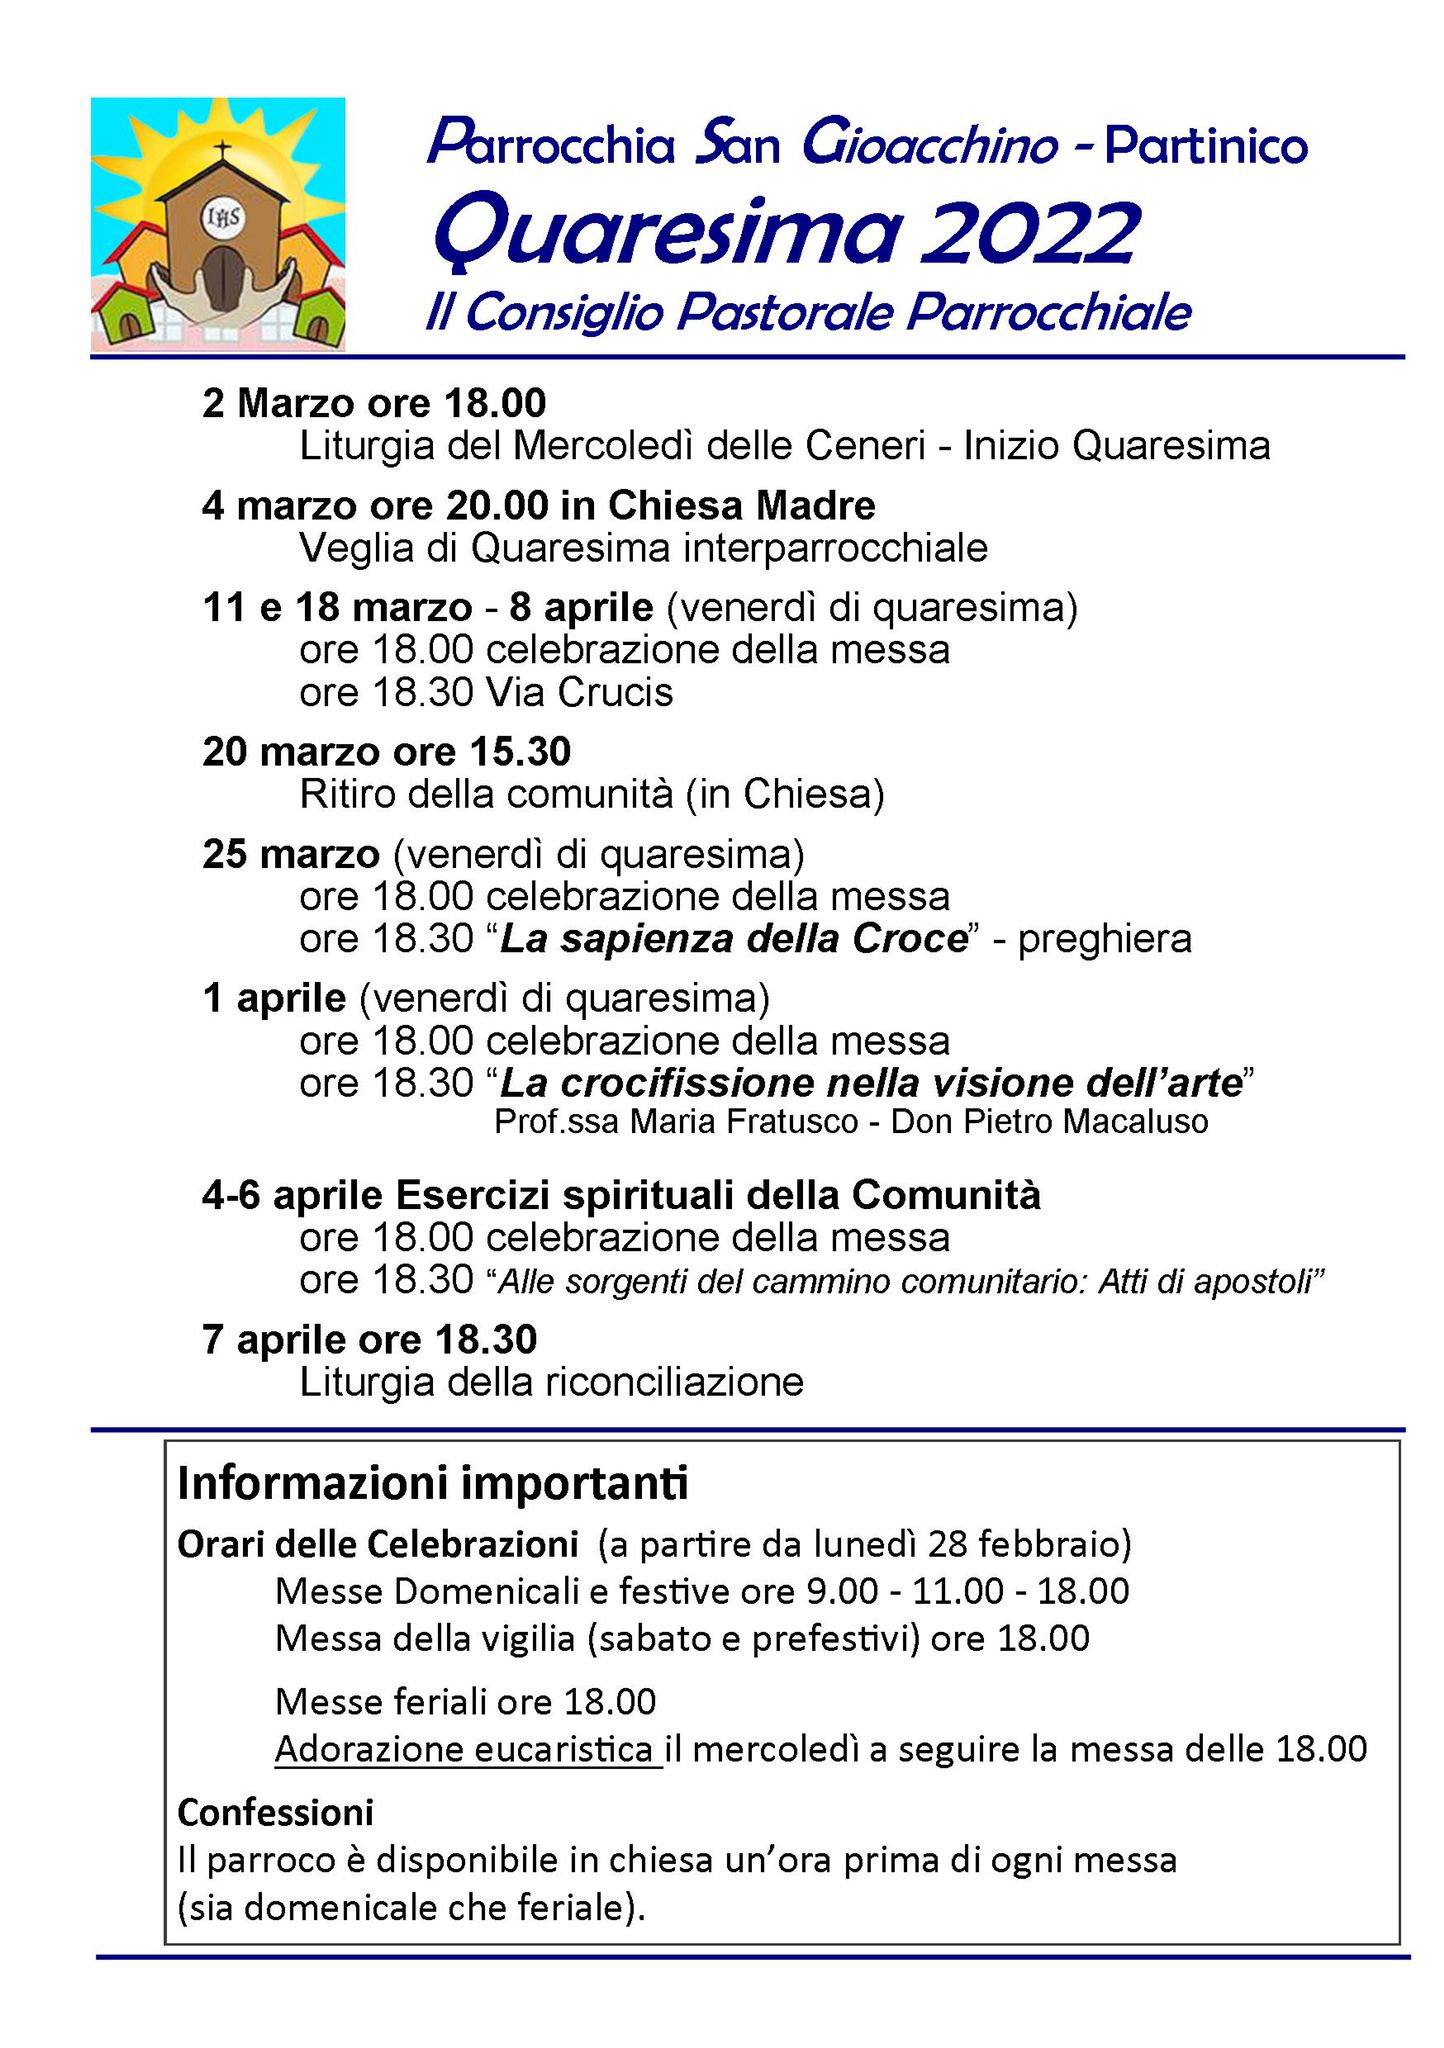 Parrocchia San Gioacchino - Partinico
Quaresima 2022
Il Consiglio Pastorale Parrocchiale
IHS
2 Marzo ore 18.00
Liturgia del Mercoledì delle Ceneri - Inizio Quaresima
4 marzo ore 20.00 in Chiesa Madre
Veglia di Quaresima interparrocchiale
11 e 18 marzo - 8 aprile (venerdì di quaresima)
ore 18.00 celebrazione della messa
ore 18.30 Via Crucis
20 marzo ore 15.30
Ritiro della comunità (in Chiesa)
25 marzo (venerdì di quaresima)
ore 18.00 celebrazione della messa
ore 18.30 “La sapienza della Croce” - preghiera
1 aprile (venerdì di quaresima)
ore 18.00 celebrazione della messa
ore 18.30 “La crocifissione nella visione dell’arte”
Prof.ssa Maria Fratusco - Don Pietro Macaluso
4-6 aprile Esercizi spirituali della Comunità
ore 18.00 celebrazione della messa
ore 18.30 “Alle sorgenti del cammino comunitario: Atti di apostoli”
7 aprile ore 18.30
Liturgia della riconciliazione
Informazioni importanti
Orari delle Celebrazioni (a partire da lunedì 28 febbraio)
Messe Domenicali e festive ore 9.00 - 11.00 - 18.00
Messa della vigilia (sabato e prefestivi) ore 18.00
Messe feriali ore 18.00
Adorazione eucaristica il mercoledì a seguire la messa delle 18.00
Confessioni
Il parroco è disponibile in chiesa un’ora prima di ogni messa
(sia domenicale che feriale).